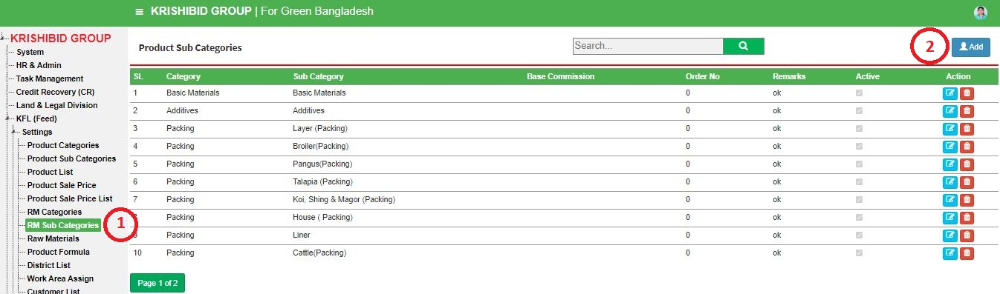 ≡ KRISHIBID GROUP | For Green Bangladesh
KRISHIBID GROUP
System
HR & Admin
Task Management
Credit Recovery (CR)
Land & Legal Division
KFL (Feed)
Settings
Product Categories
Product Sub Categories
Product List
Product Sale Price
Product Sale Price List
RM Categories
RM Sub Categories
Raw Materials
Product Formula
District List
Work Area Assign
Customer List
1
Product Sub Categories
Search...
2
Add
SL Category Sub Category Base Commission Order No Remarks Active Action
1 Basic Materials Basic Materials 0 ok
2 Additives Additives 0 ok
3 Packing Layer (Packing) 0 ok
4 Packing Broiler(Packing) 0 ok
5 Packing Pangus(Packing) 0 ok
6 Packing Talapia (Packing) 0 ok
7 Packing Koi, Shing & Magor (Packing) 0 ok
8 Packing House ( Packing) 0 ok
9 Packing Liner 0 ok
10 Packing Cattle(Packing) 0 ok
Page 1 of 2